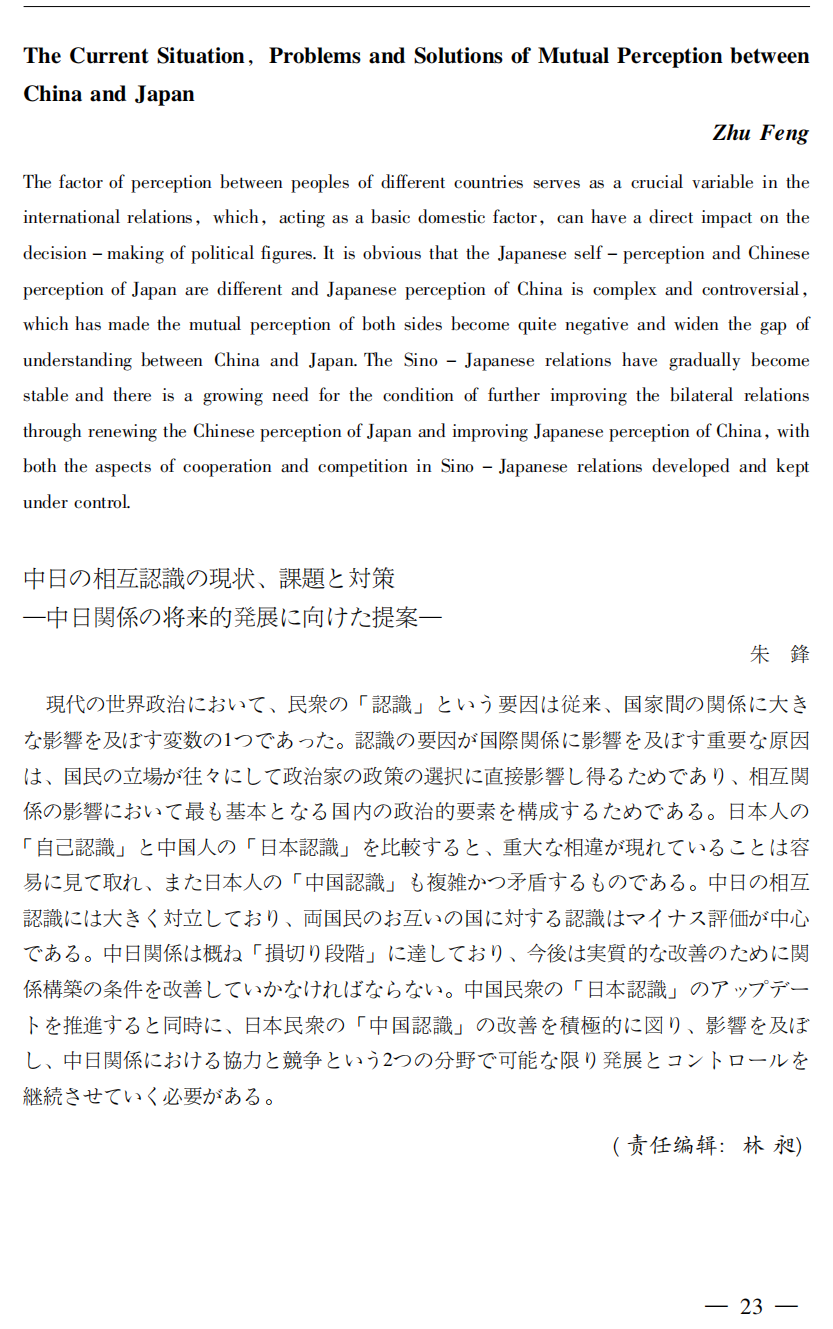 The Current Situation, Problems and Solutions of Mutual Perception between
China and Japan
Zhu Feng
The factor of perception between peoples of different countries serves as a crucial variable in the
international relations, which, acting as a basic domestic factor, can have a direct impact on the
decision－making of political figures. It is obvious that the Japanese self－perception and Chinese
perception of Japan are different and Japanese perception of China is complex and controversial,
which has made the mutual perception of both sides become quite negative and widen the gap of
understanding between China and Japan. The Sino－Japanese relations have gradually become
stable and there is a growing need for the condition of further improving the bilateral relations
through renewing the Chinese perception of Japan and improving Japanese perception of China, with
both the aspects of cooperation and competition in Sino－Japanese relations developed and kept
under control.
中日の相互認識の現状、課題と対策
—中日関係の将来的発展に向けた提案—
朱　鋒
現代の世界政治において、民衆の「認識」という要因は従来、国家間の関係に大き
な影響を及ぼす変数の1つであった。認識の要因が国際関係に影響を及ぼす重要な原因
は、国民の立場が往々にして政治家の政策の選択に直接影響し得るためであり、相互関
係の影響において最も基本となる国内の政治的要素を構成するためである。日本人の
「自己認識」と中国人の「日本認識」を比較すると、重大な相違が現れていることは容
易に見て取れ、また日本人の「中国認識」も複雑かつ矛盾するものである。中日の相互
認識には大きく対立しており、両国民のお互いの国に対する認識はマイナス評価が中心
である。中日関係は概ね「損切り段階」に達しており、今後は実質的な改善のために関
係構築の条件を改善していかなければならない。中国民衆の「日本認識」のアップデー
トを推進すると同時に、日本民衆の「中国認識」の改善を積極的に図り、影響を及ぼ
し、中日関係における協力と競争という2つの分野で可能な限り発展とコントロールを
継続させていく必要がある。
(责任编辑: 林 昶)
— 23 —